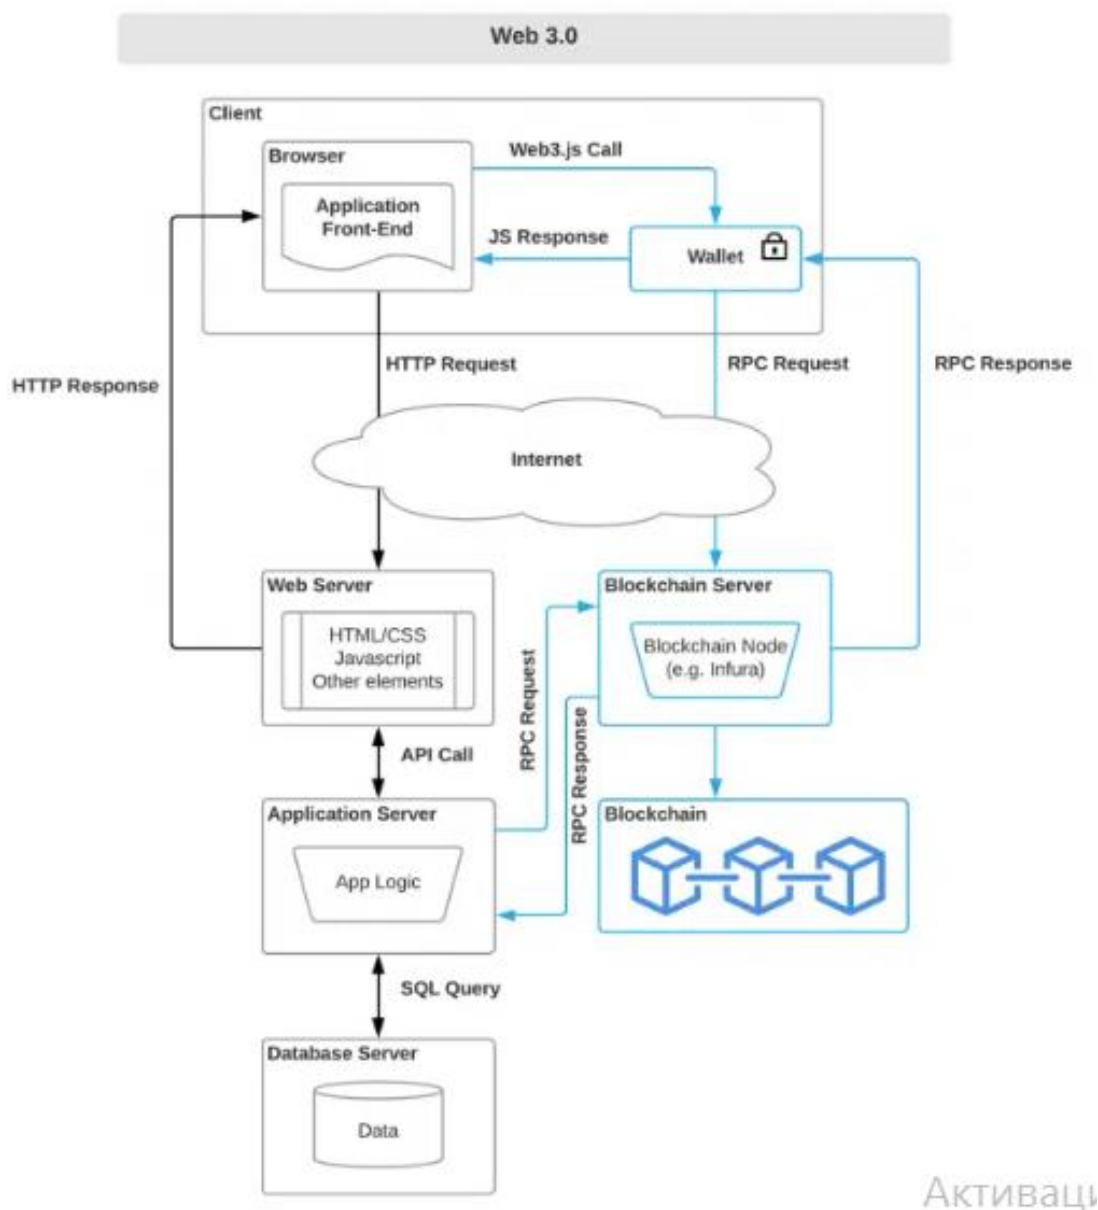 Web 3.0
Client
Browser
Web3.js Call
Application
Front-End
JS Response
Wallet
HTTP Request
RPC Request
RPC Response
HTTP Response
Internet
Web Server
Blockchain Server
HTML/CSS
Javascript
Other elements
Blockchain Node
(e.g. Infura)
RPC Request
RPC Response
API Call
Application Server
Blockchain
App Logic
SQL Query
Database Server
Data
Активаци